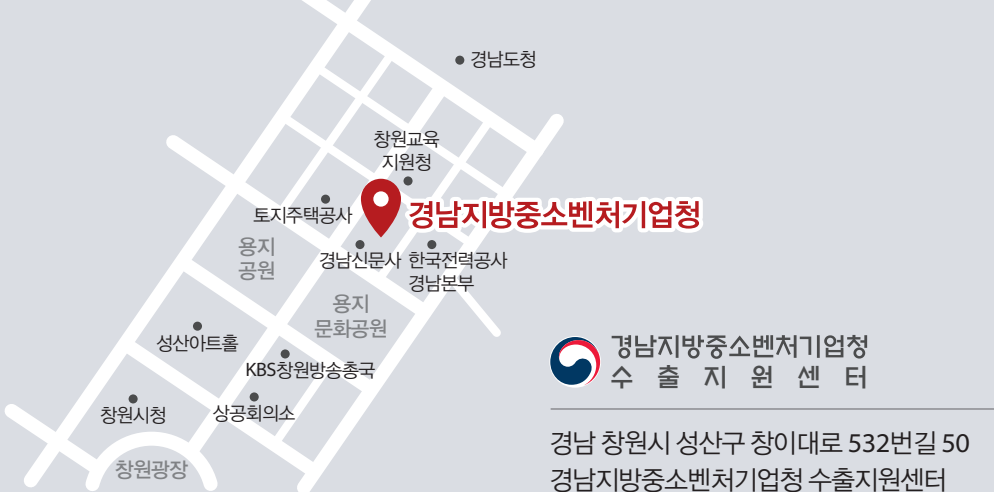 경남도청
창원교육
지원청
토지주택공사
경남지방중소벤처기업청
용지
공원
경남신문사
한국전력공사
경남본부
용지
문화공원
성산아트홀
KBS창원방송총국
창원시청
상공회의소
창원광장
경남지방중소벤처기업청
수출지원센터
경남 창원시 성산구 창이대로 532번길 50
경남지방중소벤처기업청 수출지원센터